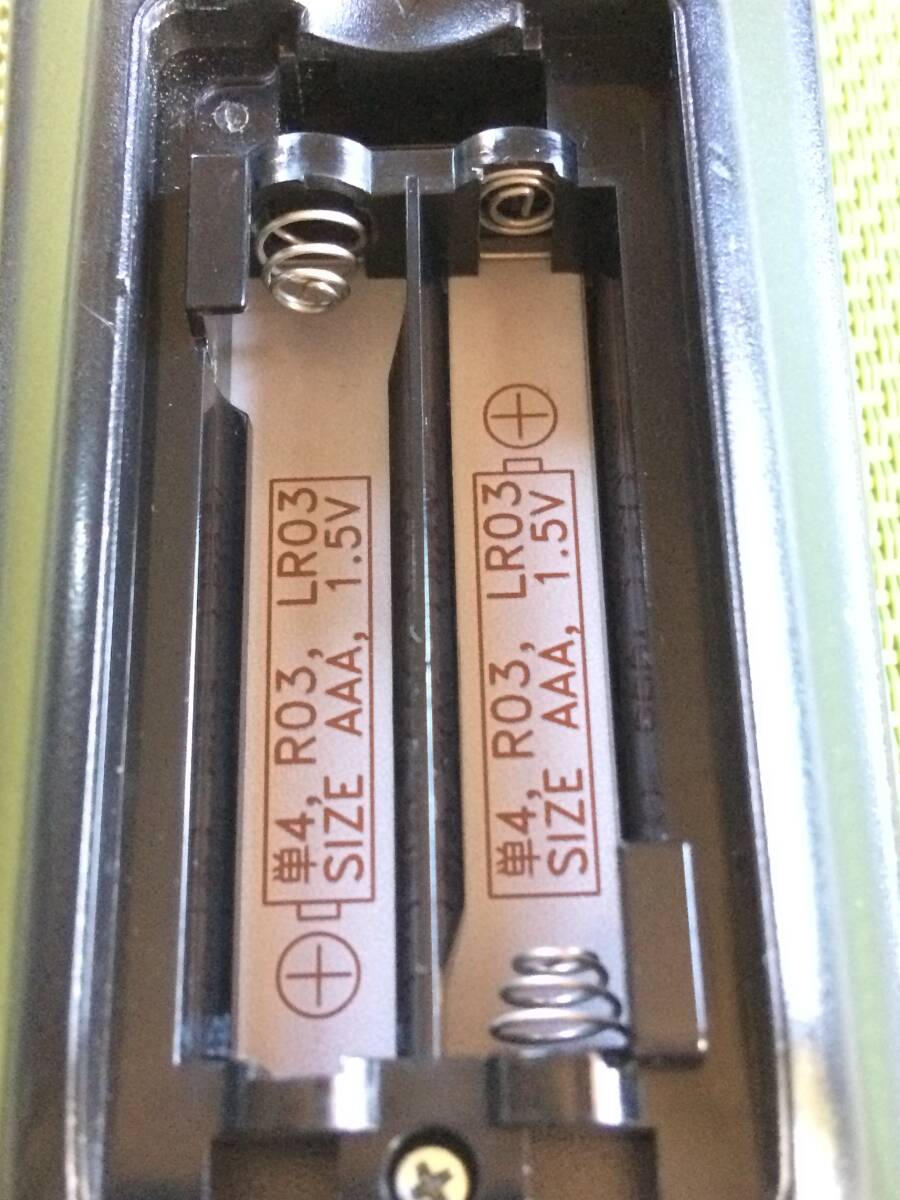 単4, R03, LR03
SIZE AAA, 1.5V
単4, R03, LR03
SIZE AAA, 1.5V